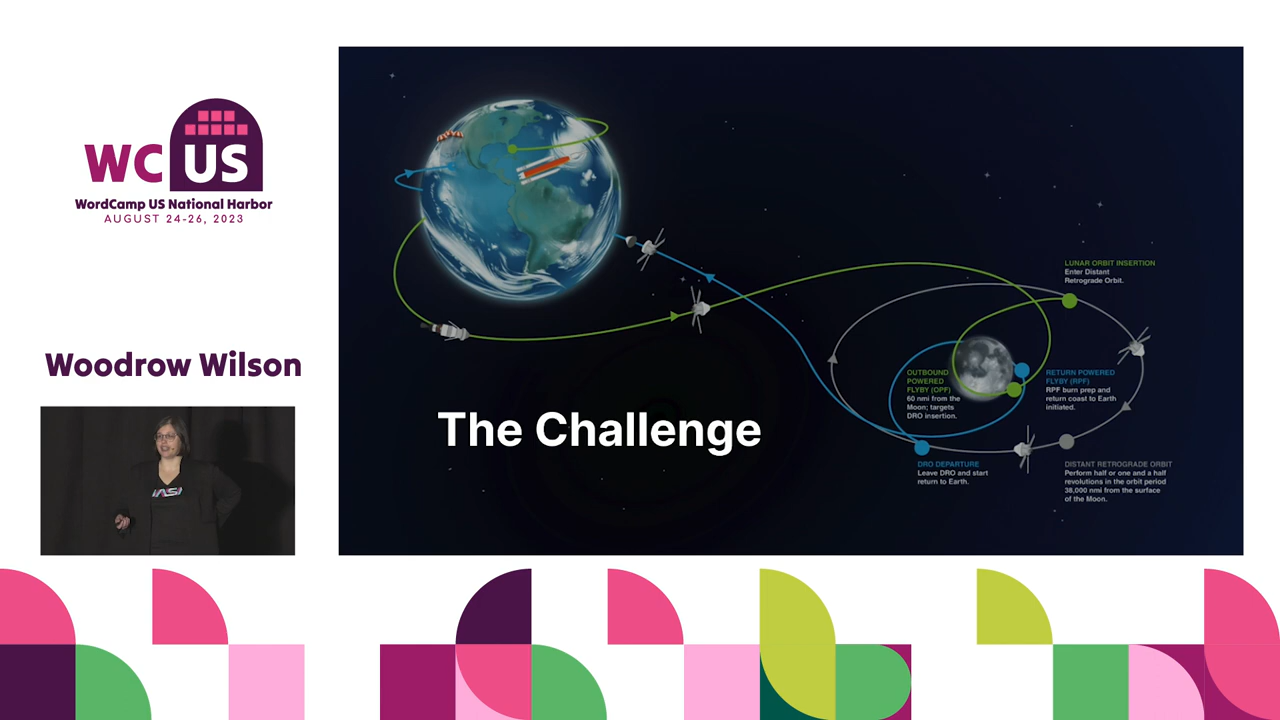 WC US
WordCamp US National Harbor
AUGUST 24-26, 2023
Woodrow Wilson
The Challenge
LUNAR ORBIT INSERTION
Enter Distant
Retrograde Orbit.
OUTBOUND
POWERED
FLYBY (OPF)
60 nmi from the
Moon; targets
DRO insertion.
RETURN POWERED
FLYBY (RPF)
RPF burn prep and
return coast to Earth
initiated.
DRO DEPARTURE
Leave DRO and start
return to Earth.
DISTANT RETROGRADE ORBIT
Perform half or one and a half
revolutions in the orbit period
38,000 nmi from the surface
of the Moon.